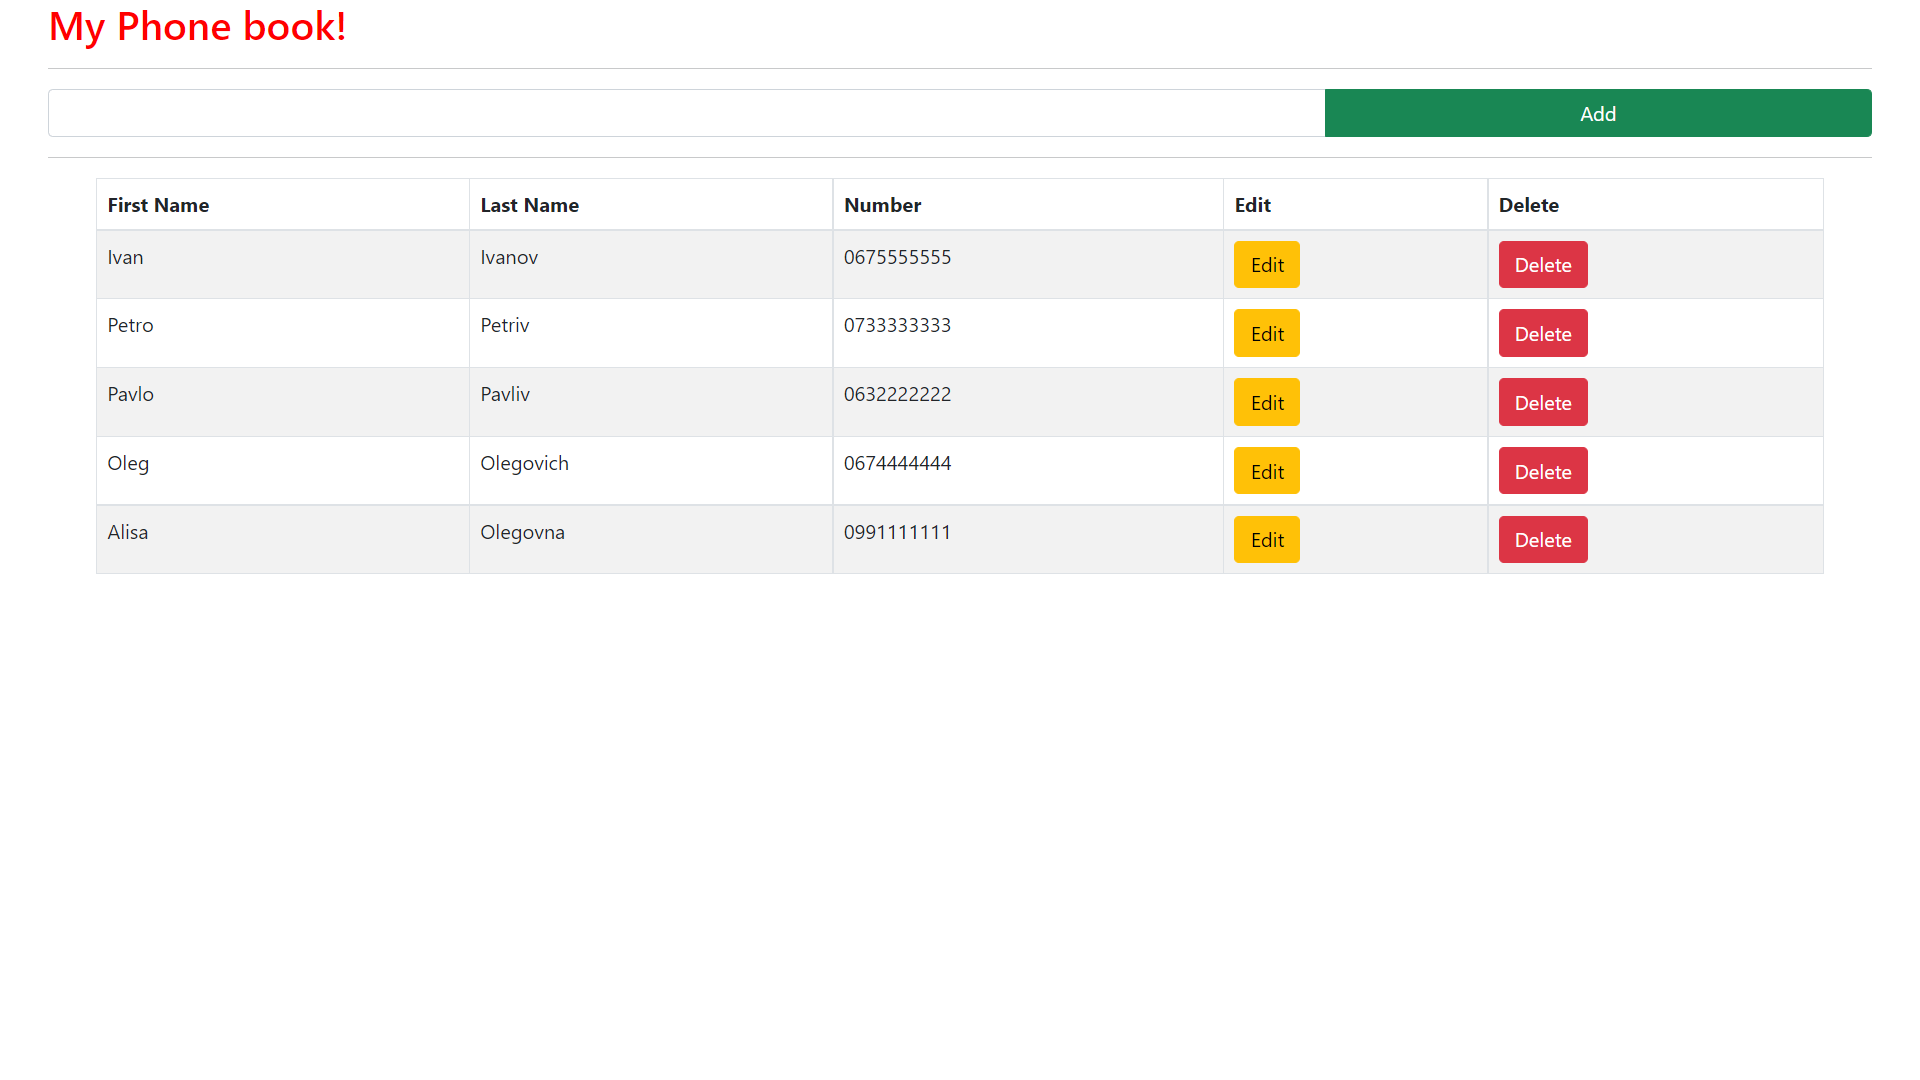 My Phone book!
Add
First Name Last Name Number Edit Delete
Ivan Ivanov 0675555555 Edit Delete
Petro Petriv 0733333333 Edit Delete
Pavlo Pavliv 0632222222 Edit Delete
Oleg Olegovich 0674444444 Edit Delete
Alisa Olegovna 0991111111 Edit Delete